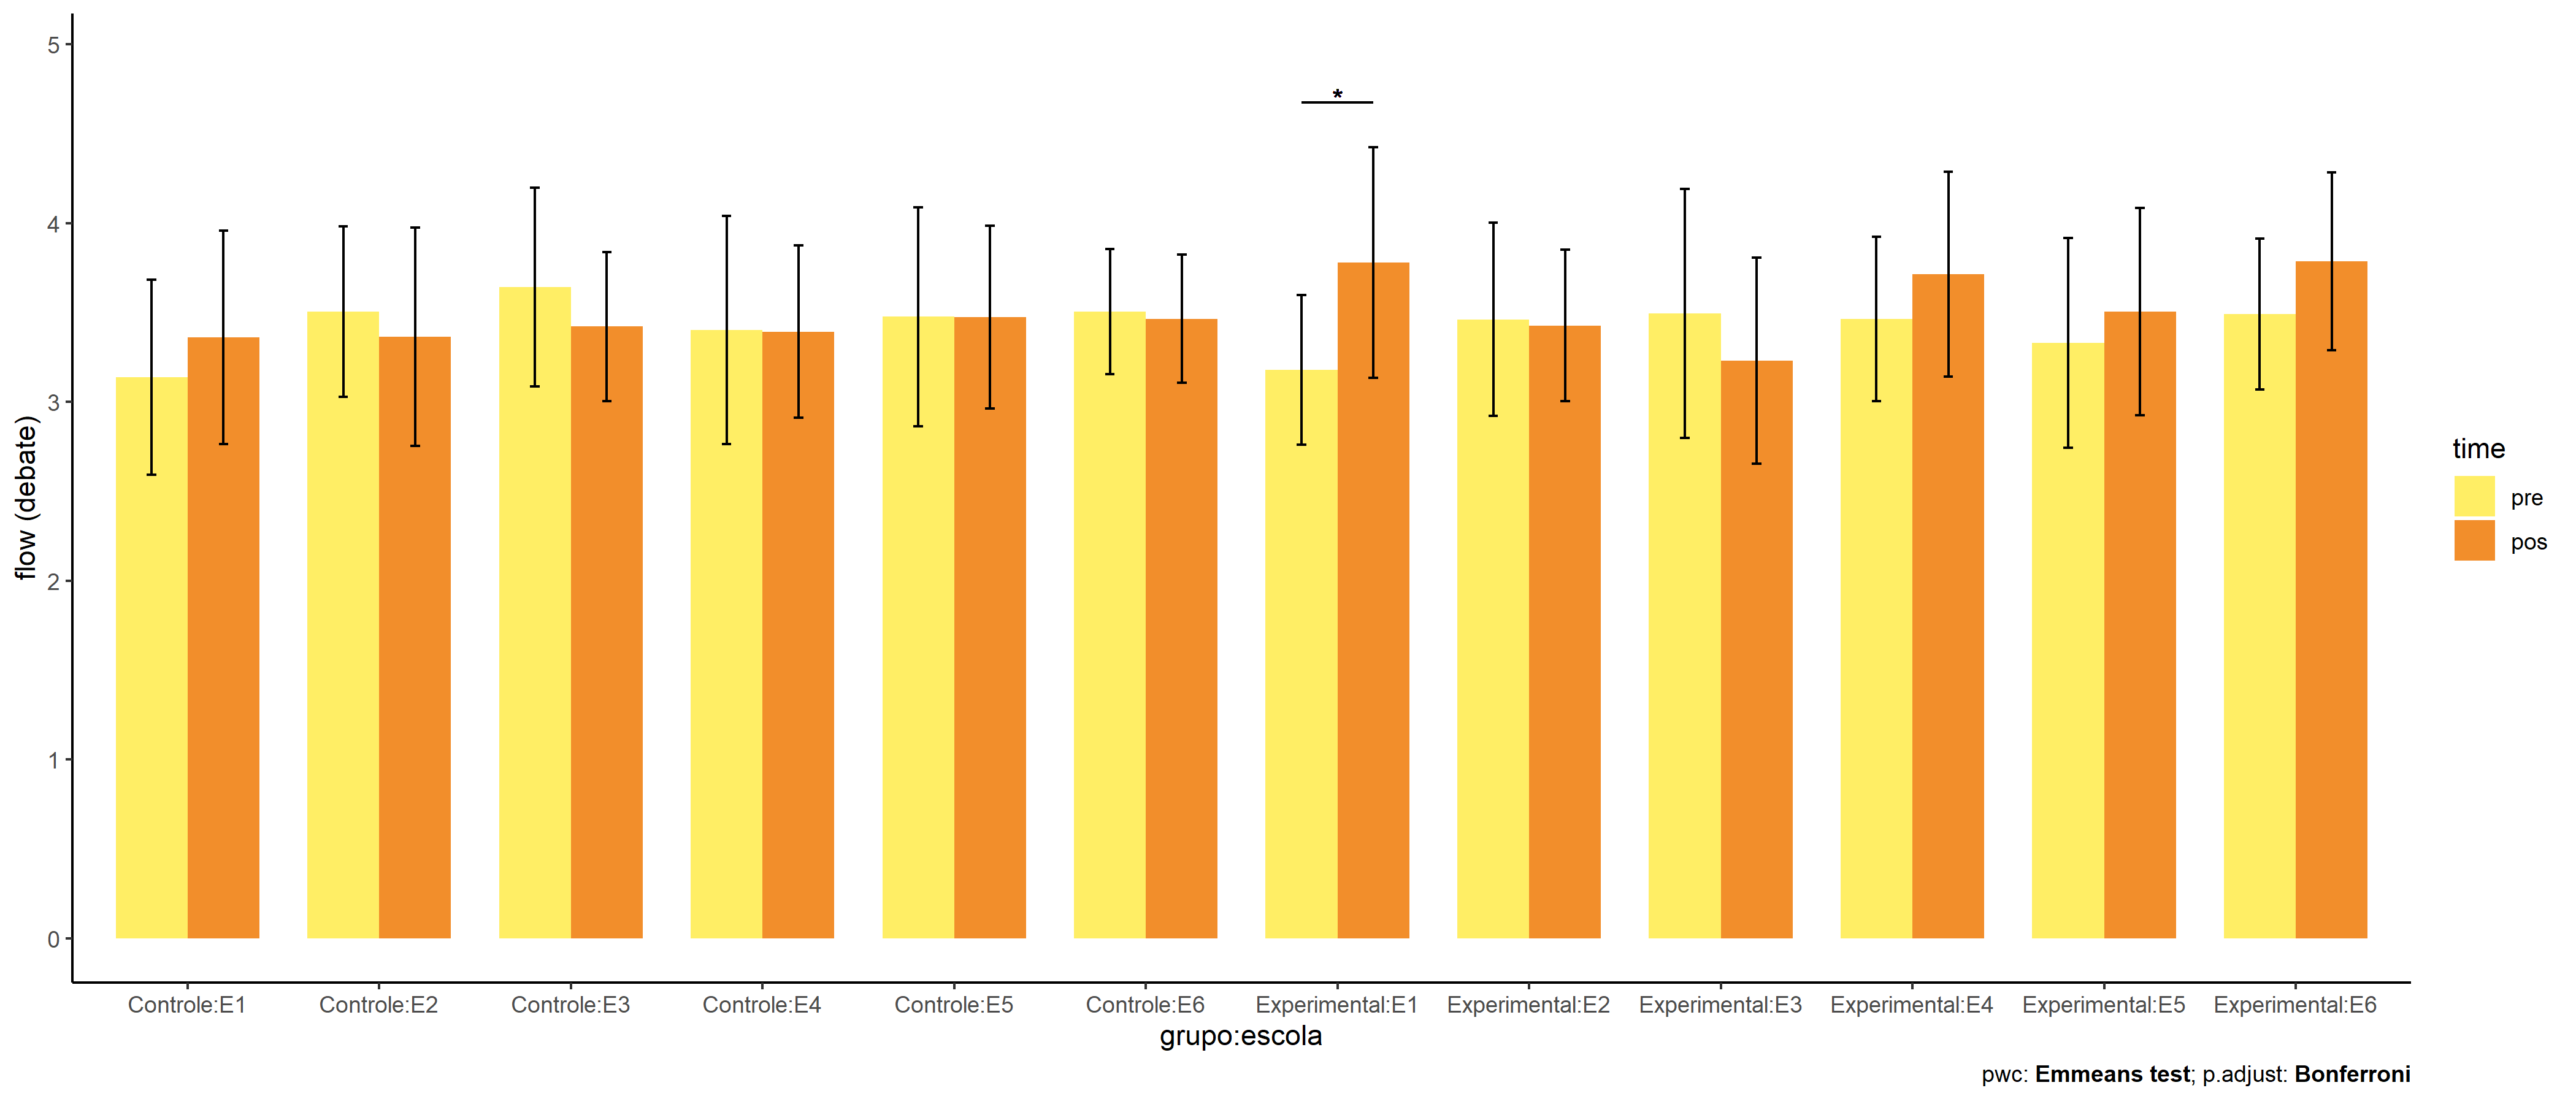 5
4
3
2
1
0
flow (debate)
*
Controle:E1 Controle:E2 Controle:E3 Controle:E4 Controle:E5 Controle:E6 Experimental:E1 Experimental:E2 Experimental:E3 Experimental:E4 Experimental:E5 Experimental:E6
grupo:escola
time
pre
pos
pwc: Emmeans test; p.adjust: Bonferroni